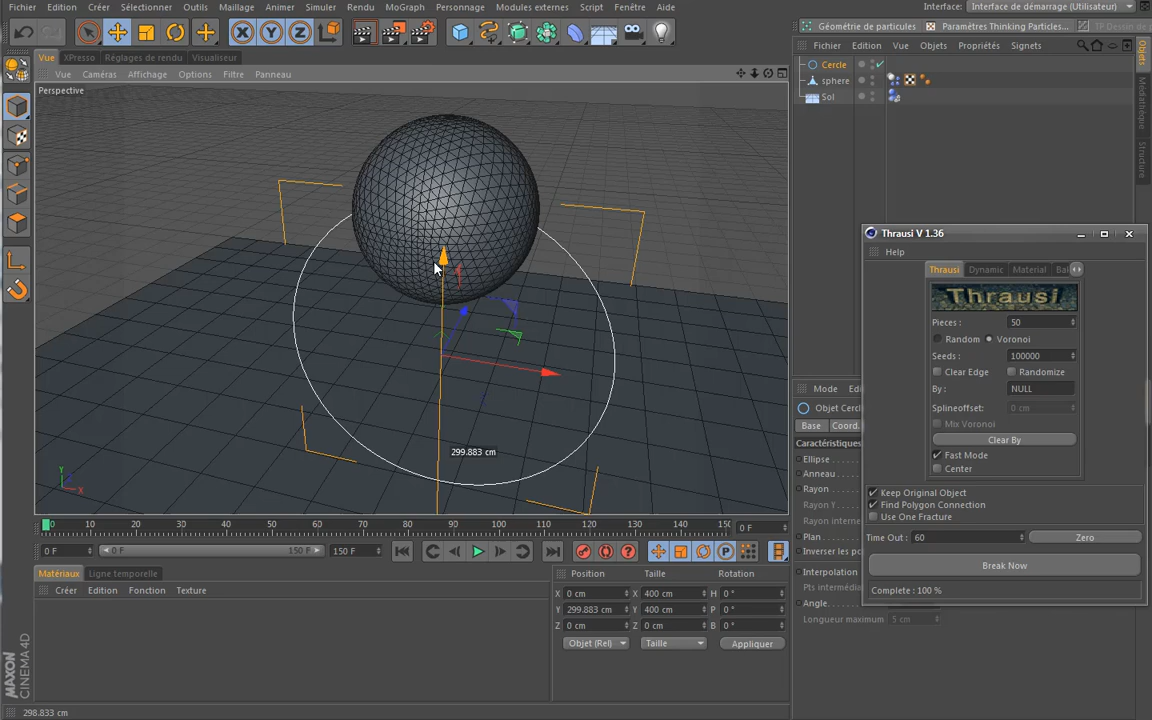 Fichier Edition Créer Sélectionner Outils Maillage Animer Simuler Rendu MoGraph Personnage Modules externes Script Fenêtre Aide
Interface: Interface de démarrage (Utilisateur)
Géométrie de particules Paramètres Thinking Particles...
Vue XPresso Réglages de rendu Visualiseur
Fichier Edition Vue Objets Propriétés Signets
Vue Caméras Affichage Options Filtre Panneau
Perspective
Cercle
sphere
Sol
Objets
Médiathèque
Structure
Thrausi V 1.36
Help
Thrausi Dynamic Material Bal
Thrausi
Pieces : 50
Random Voronoi
Seeds : 100000
Clear Edge Randomize
By : NULL
Splineoffset: 0 cm
Mix Voronoi
Clear By
Fast Mode
Center
Keep Original Object
Find Polygon Connection
Use One Fracture
Time Out : 60 Zero
Break Now
Complete : 100 %
Mode Edi
Objet Cercl
Base Coord.
Caractéristiques
Ellipse
Anneau
Rayon
Rayon Y
Rayon interne
Plan
Inverser les po
Interpolation
Pts intermédia
Angle
Longueur maximum 5 cm
299.883 cm
Y
X
0 10 20 30 40 50 60 70 80 90 100 110 120 130 140 150 0 F
0 F 0 F 150 F 150 F
Matériaux Ligne temporelle
Créer Edition Fonction Texture
Position Taille Rotation
X 0 cm X 400 cm H 0 °
Y 299.883 cm Y 400 cm P 0 °
Z 0 cm Z 0 cm B 0 °
Objet (Rel) Taille Appliquer
MAXON
CINEMA 4D
298.833 cm